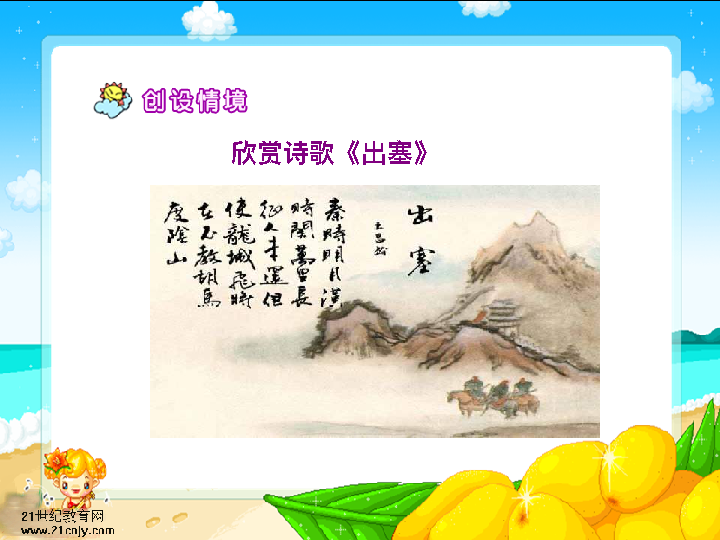 创设情境
欣赏诗歌《出塞》
出塞
王昌龄
秦時明月漢
時關萬里長
征人未還但
使龍城飛將
在不教胡馬
度陰山
21世纪教育网
www.21cnjy.com